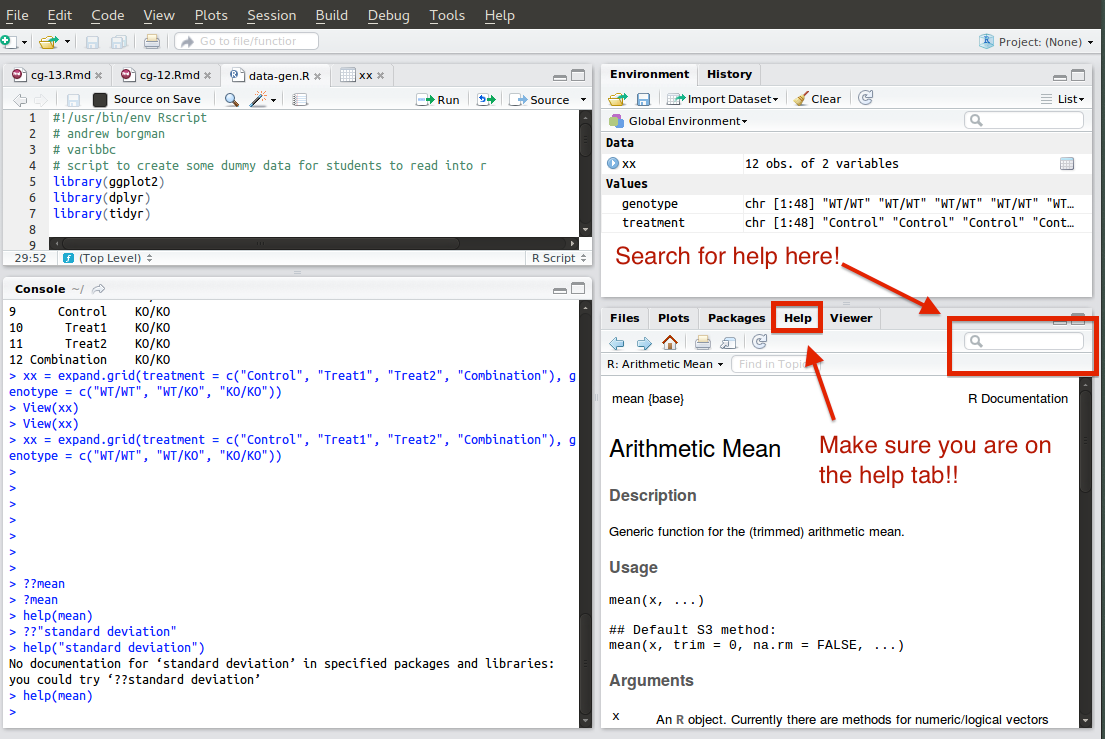 File Edit Code View Plots Session Build Debug Tools Help
Go to file/function
Project: (None)
cg-13.Rmd × cg-12.Rmd × data-gen.R × xx ×
Source on Save Run Source
1 #!/usr/bin/env Rscript
2 # andrew borgman
3 # varibbc
4 # script to create some dummy data for students to read into r
5 library(ggplot2)
6 library(dplyr)
7 library(tidyr)
8
9
29:52 (Top Level) R Script
Console ~/
9 Control KO/KO
10 Treat1 KO/KO
11 Treat2 KO/KO
12 Combination KO/KO
> xx = expand.grid(treatment = c("Control", "Treat1", "Treat2", "Combination"), g
enotype = c("WT/WT", "WT/KO", "KO/KO"))
> View(xx)
> View(xx)
> xx = expand.grid(treatment = c("Control", "Treat1", "Treat2", "Combination"), g
enotype = c("WT/WT", "WT/KO", "KO/KO"))
>
>
>
>
>
>
>
> ??mean
> ?mean
> help(mean)
> ??"standard deviation"
> help("standard deviation")
No documentation for ‘standard deviation’ in specified packages and libraries:
you could try ‘??standard deviation’
> help(mean)
>
Environment History
Import Dataset Clear List
Global Environment
Data
xx 12 obs. of 2 variables
Values
genotype chr [1:48] "WT/WT" "WT/WT" "WT/WT" "WT/WT" "WT…
treatment chr [1:48] "Control" "Control" "Control" "Cont…
Search for help here!
Files Plots Packages Help Viewer
R: Arithmetic Mean Find in Topic
mean {base} R Documentation
Arithmetic Mean
Make sure you are on
the help tab!!
Description
Generic function for the (trimmed) arithmetic mean.
Usage
mean(x, ...)
## Default S3 method:
mean(x, trim = 0, na.rm = FALSE, ...)
Arguments
x An R object. Currently there are methods for numeric/logical vectors